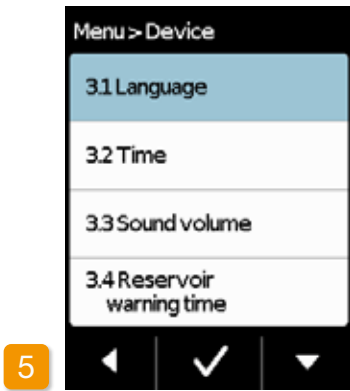 Menu > Device
3.1 Language
3.2 Time
3.3 Sound volume
3.4 Reservoir
warning time
5